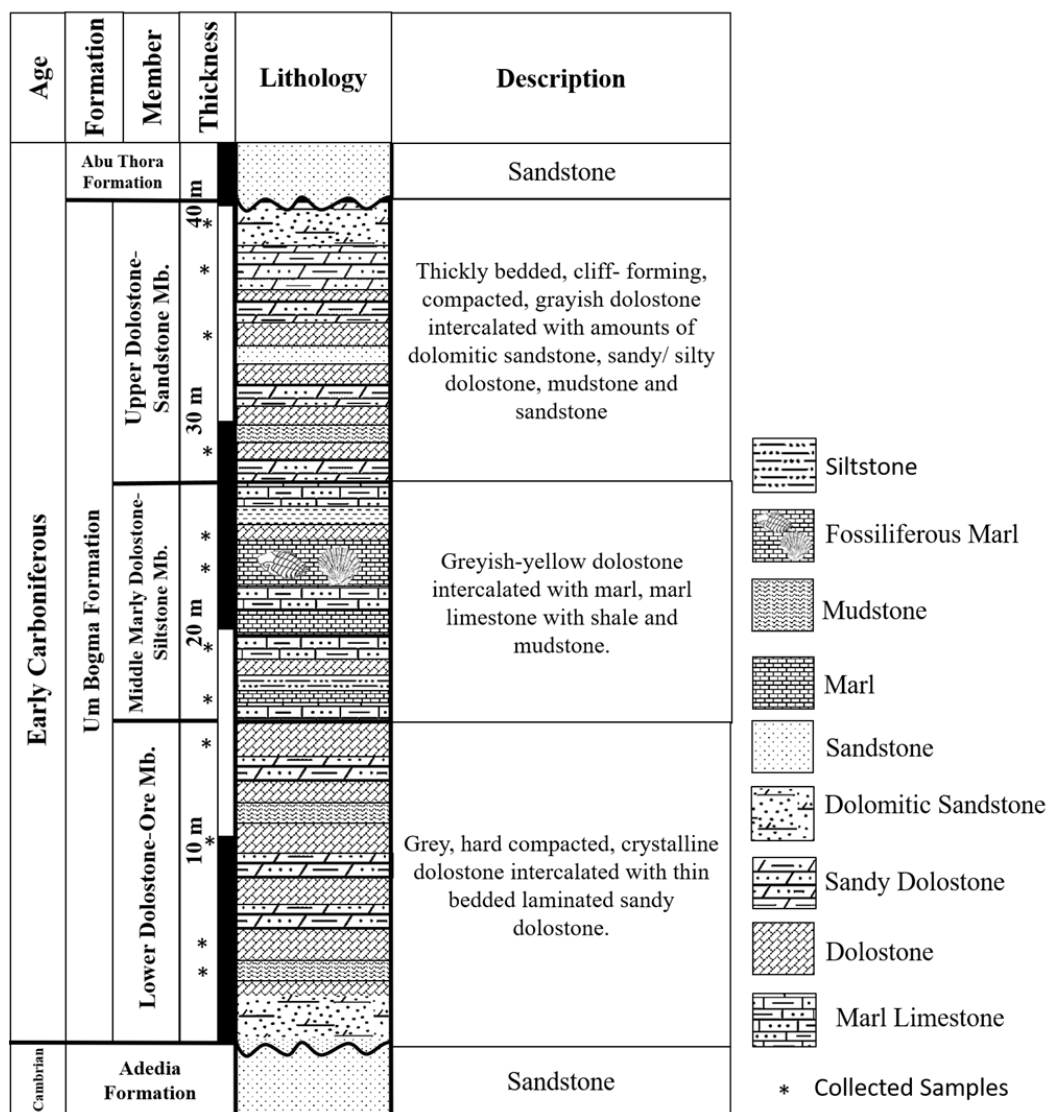 Age
Formation
Member
Thickness
Lithology
Description
Abu Thora
Formation
Sandstone
Early Carboniferous
Um Bogma Formation
Upper Dolostone-
Sandstone Mb.
40 m
30 m
Thickly bedded, cliff- forming,
compacted, grayish dolostone
intercalated with amounts of
dolomitic sandstone, sandy/ silty
dolostone, mudstone and
sandstone
Middle Marly Dolostone-
Siltstone Mb.
20 m
Greyish-yellow dolostone
intercalated with marl, marl
limestone with shale and
mudstone.
Lower Dolostone-Ore Mb.
10 m
Grey, hard compacted, crystalline
dolostone intercalated with thin
bedded laminated sandy
dolostone.
Cambrian
Adedia
Formation
Sandstone
Siltstone
Fossiliferous Marl
Mudstone
Marl
Sandstone
Dolomitic Sandstone
Sandy Dolostone
Dolostone
Marl Limestone
* Collected Samples